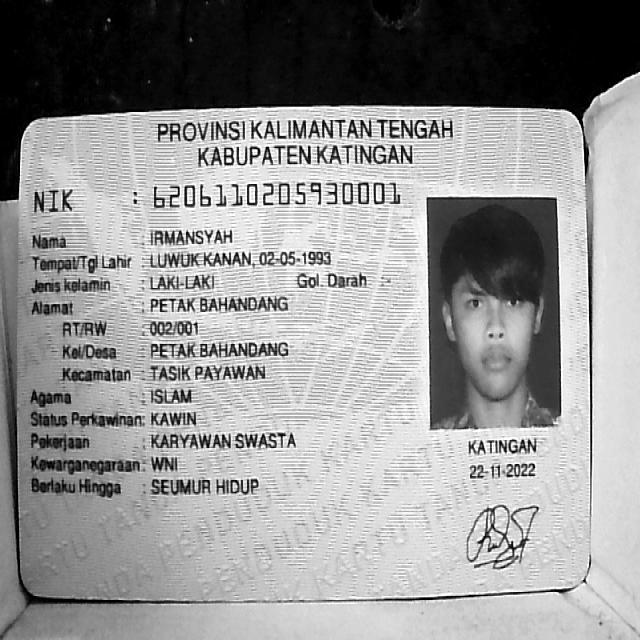 PROVINSI KALIMANTAN TENGAH
KABUPATEN KATINGAN
NIK : 6206110205930001
Nama : IRMANSYAH
Tempat/Tgl Lahir : LUWUK KANAN, 02-05-1993
Jenis kelamin : LAKI-LAKI Gol. Darah : -
Alamat : PETAK BAHANDANG
RT/RW : 002/001
Kel/Desa : PETAK BAHANDANG
Kecamatan : TASIK PAYAWAN
Agama : ISLAM
Status Perkawinan: KAWIN
Pekerjaan : KARYAWAN SWASTA
Kewarganegaraan: WNI
Berlaku Hingga : SEUMUR HIDUP
KATINGAN
22-11-2022